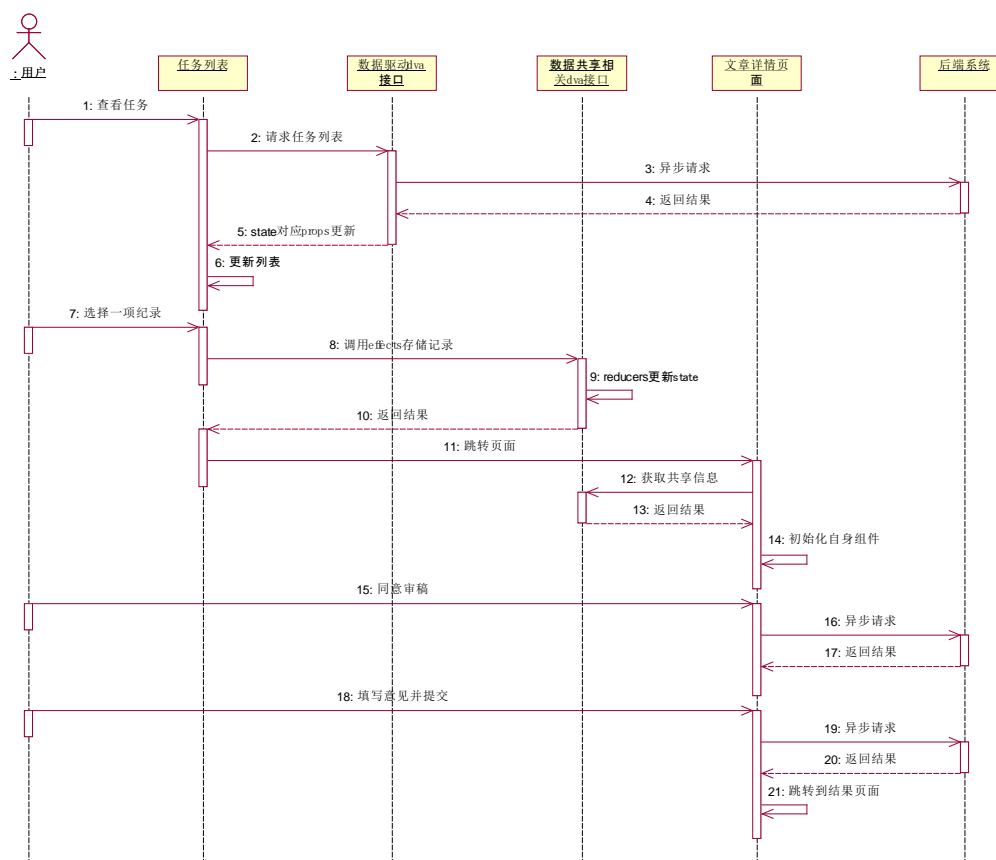 : 用户
任务列表
数据驱动dva
接口
数据共享相
关dva接口
文章详情页
面
后端系统
1: 查看任务
2: 请求任务列表
3: 异步请求
4: 返回结果
5: state对应props更新
6: 更新列表
7: 选择一项纪录
8: 调用effects存储记录
9: reducers更新state
10: 返回结果
11: 跳转页面
12: 获取共享信息
13: 返回结果
14: 初始化自身组件
15: 同意审稿
16: 异步请求
17: 返回结果
18: 填写意见并提交
19: 异步请求
20: 返回结果
21: 跳转到结果页面